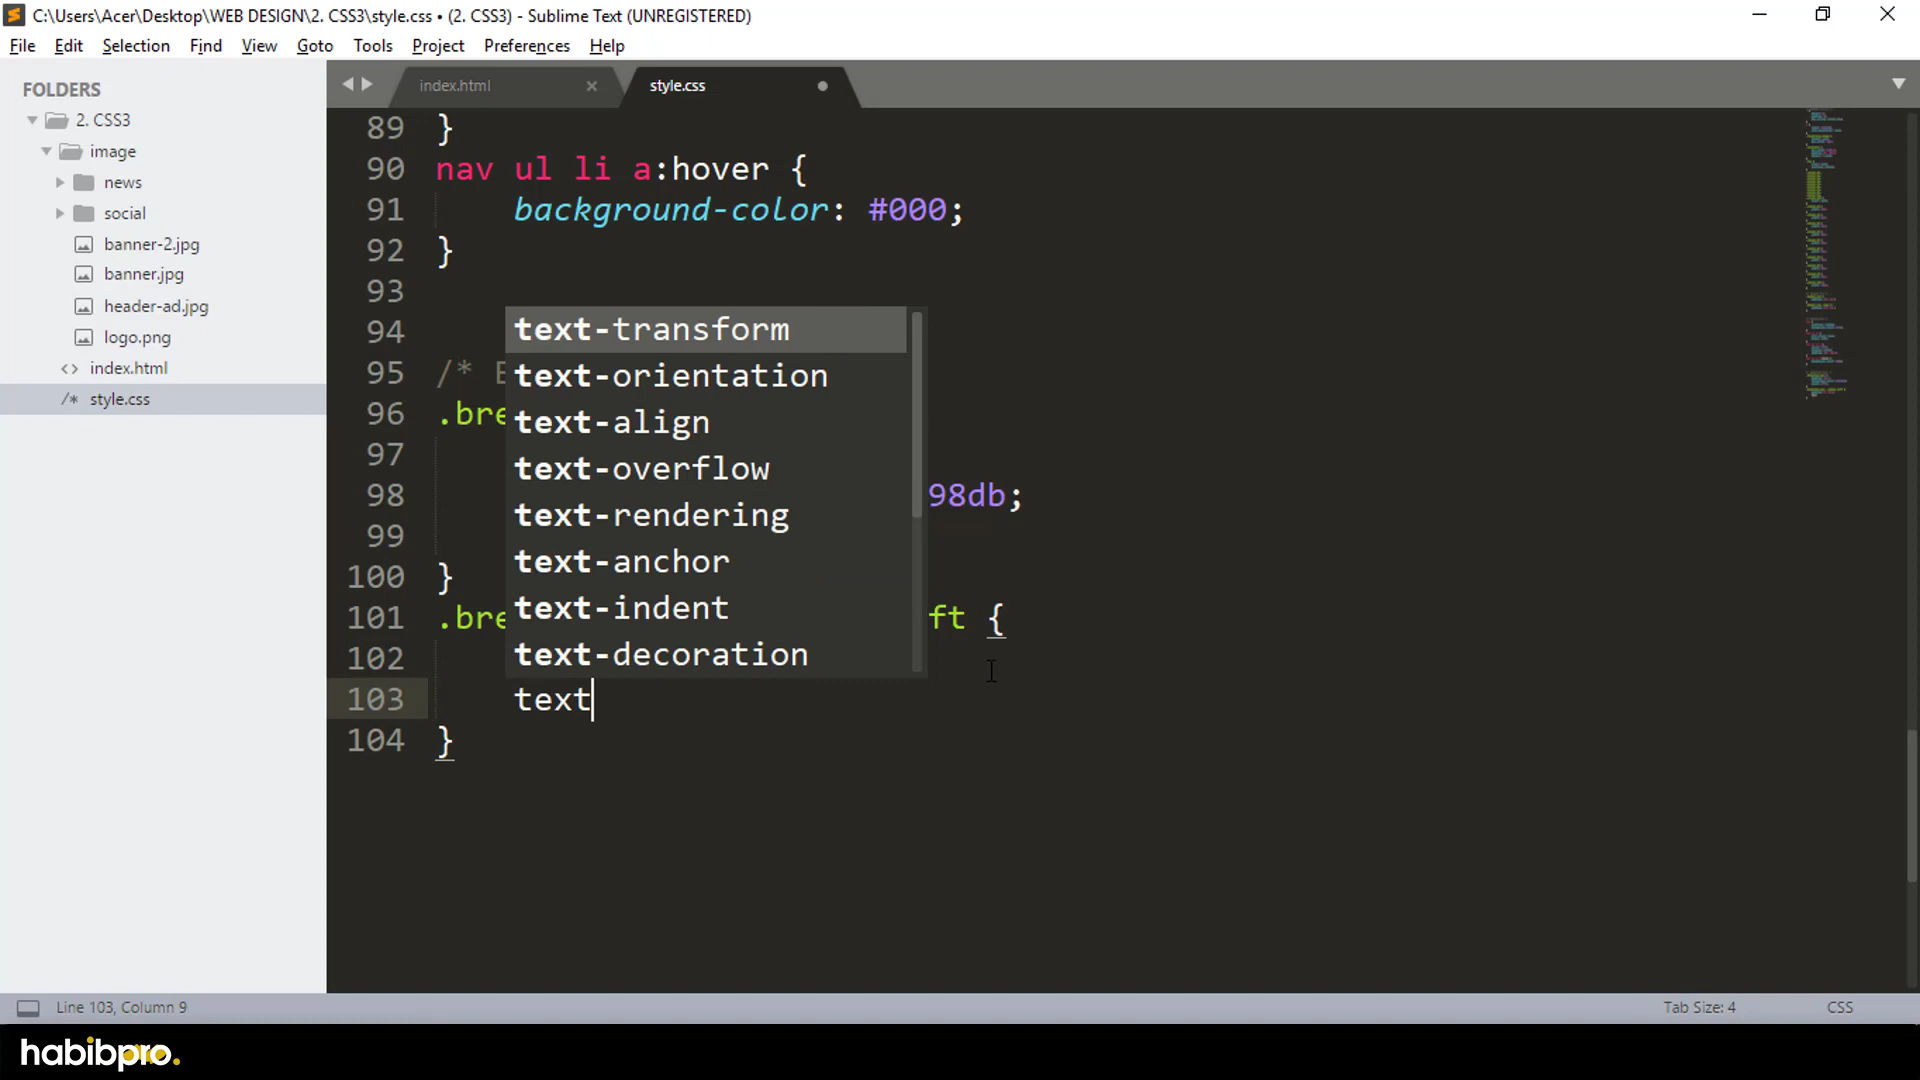 C:\Users\Acer\Desktop\WEB DESIGN\2. CSS3\style.css • (2. CSS3) - Sublime Text (UNREGISTERED)
File Edit Selection Find View Goto Tools Project Preferences Help
FOLDERS
2. CSS3
image
news
social
banner-2.jpg
banner.jpg
header-ad.jpg
logo.png
<> index.html
/* style.css
index.html
style.css
89 }
90 nav ul li a:hover {
91 background-color: #000;
92 }
93
94
95 /*
96 .bre
97
98 98db;
99
100 }
101 .bre ft {
102
103 text
104 }
text-transform
text-orientation
text-align
text-overflow
text-rendering
text-anchor
text-indent
text-decoration
Line 103, Column 9
Tab Size: 4
CSS
habibpro.